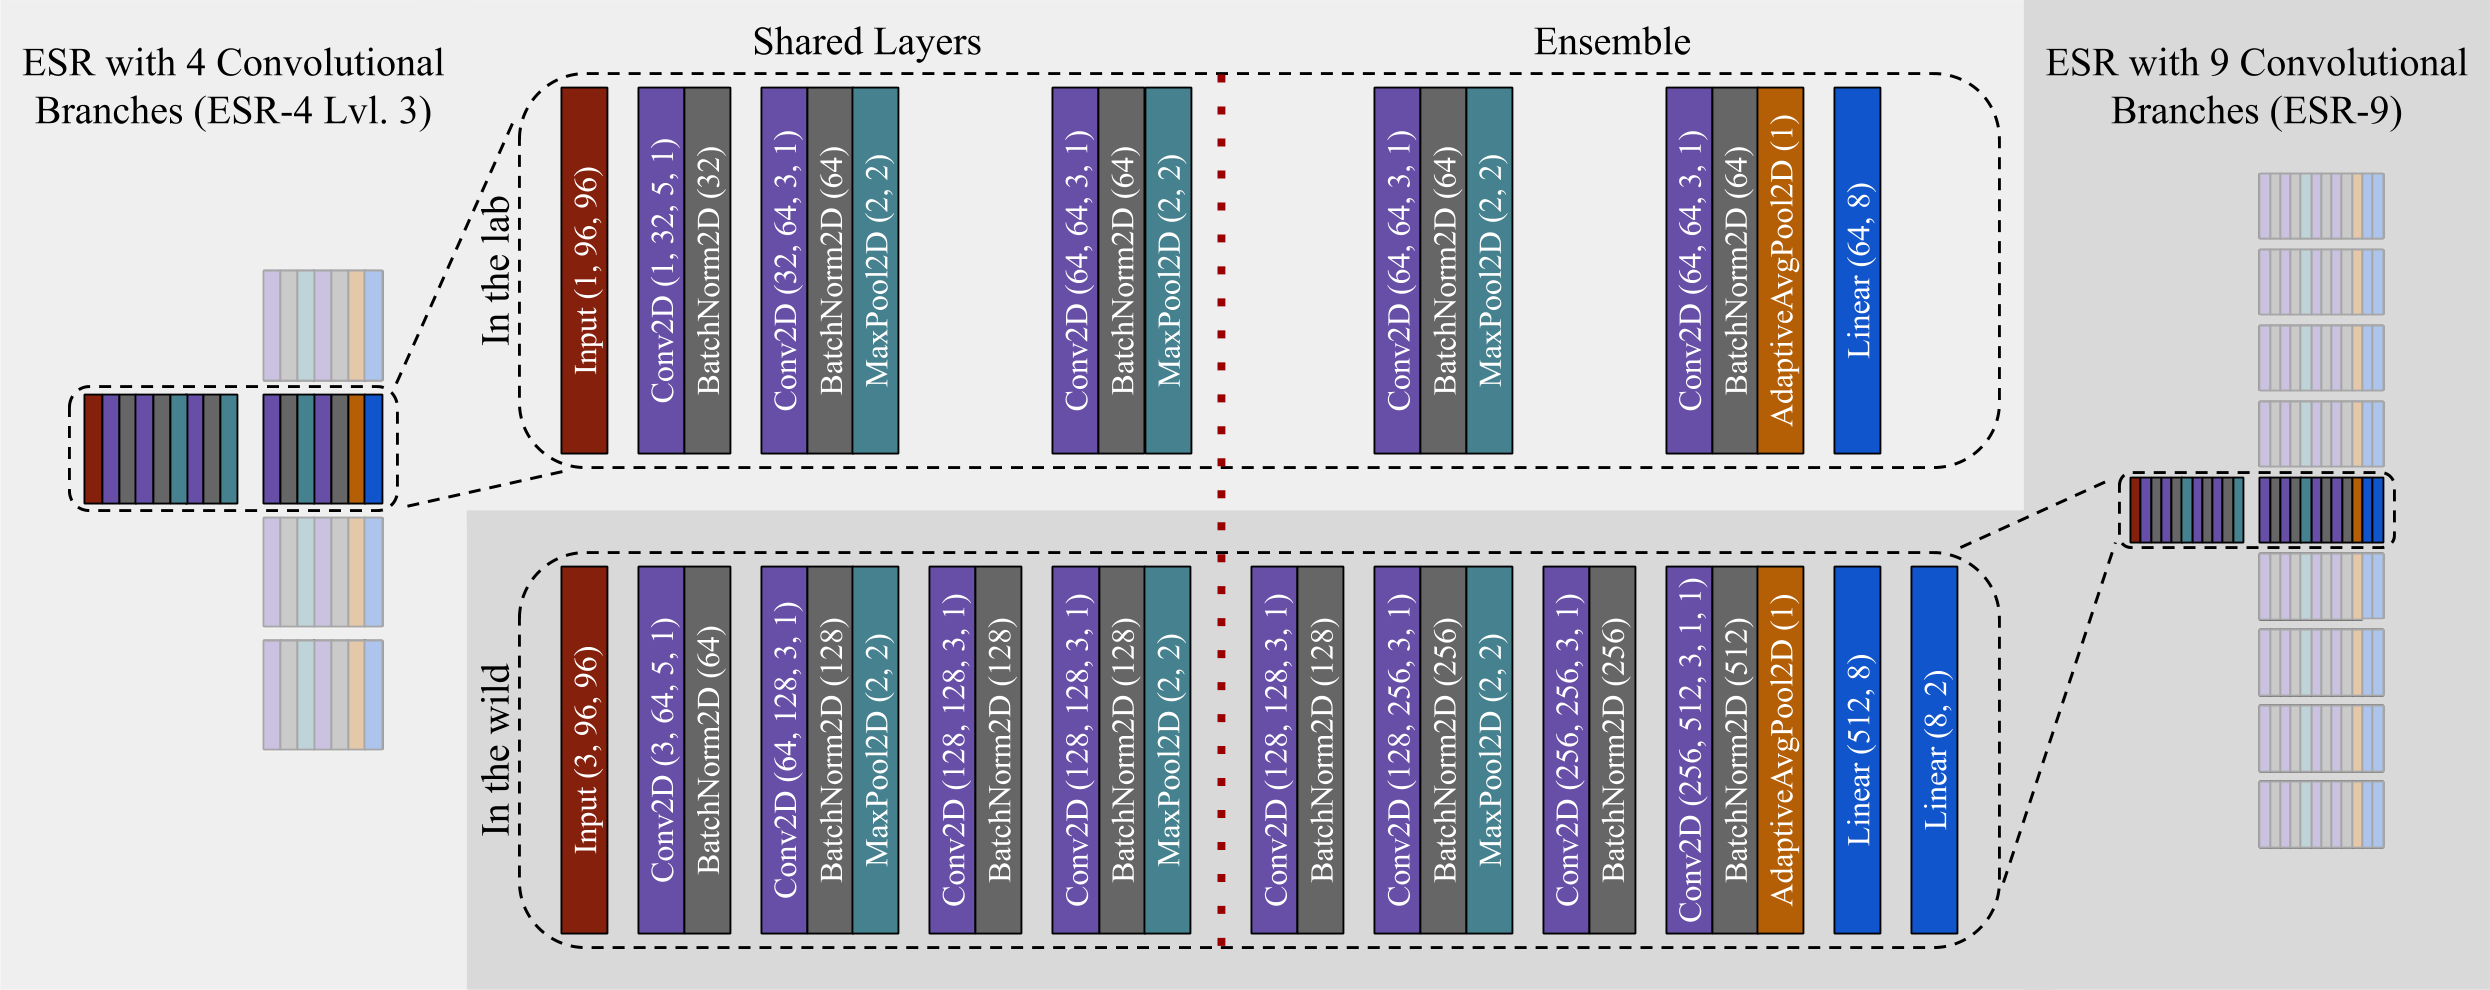 ESR with 4 Convolutional
Branches (ESR-4 Lvl. 3)
Shared Layers
Ensemble
ESR with 9 Convolutional
Branches (ESR-9)
In the lab
Input (1, 96, 96)
Conv2D (1, 32, 5, 1)
BatchNorm2D (32)
Conv2D (32, 64, 3, 1)
BatchNorm2D (64)
MaxPool2D (2, 2)
Conv2D (64, 64, 3, 1)
BatchNorm2D (64)
MaxPool2D (2, 2)
Conv2D (64, 64, 3, 1)
BatchNorm2D (64)
MaxPool2D (2, 2)
Conv2D (64, 64, 3, 1)
BatchNorm2D (64)
AdaptiveAvgPool2D (1)
Linear (64, 8)
In the wild
Input (3, 96, 96)
Conv2D (3, 64, 5, 1)
BatchNorm2D (64)
Conv2D (64, 128, 3, 1)
BatchNorm2D (128)
MaxPool2D (2, 2)
Conv2D (128, 128, 3, 1)
BatchNorm2D (128)
Conv2D (128, 128, 3, 1)
BatchNorm2D (128)
MaxPool2D (2, 2)
Conv2D (128, 128, 3, 1)
BatchNorm2D (128)
Conv2D (128, 256, 3, 1)
BatchNorm2D (256)
MaxPool2D (2, 2)
Conv2D (256, 256, 3, 1)
BatchNorm2D (256)
Conv2D (256, 512, 3, 1, 1)
BatchNorm2D (512)
AdaptiveAvgPool2D (1)
Linear (512, 8)
Linear (8, 2)